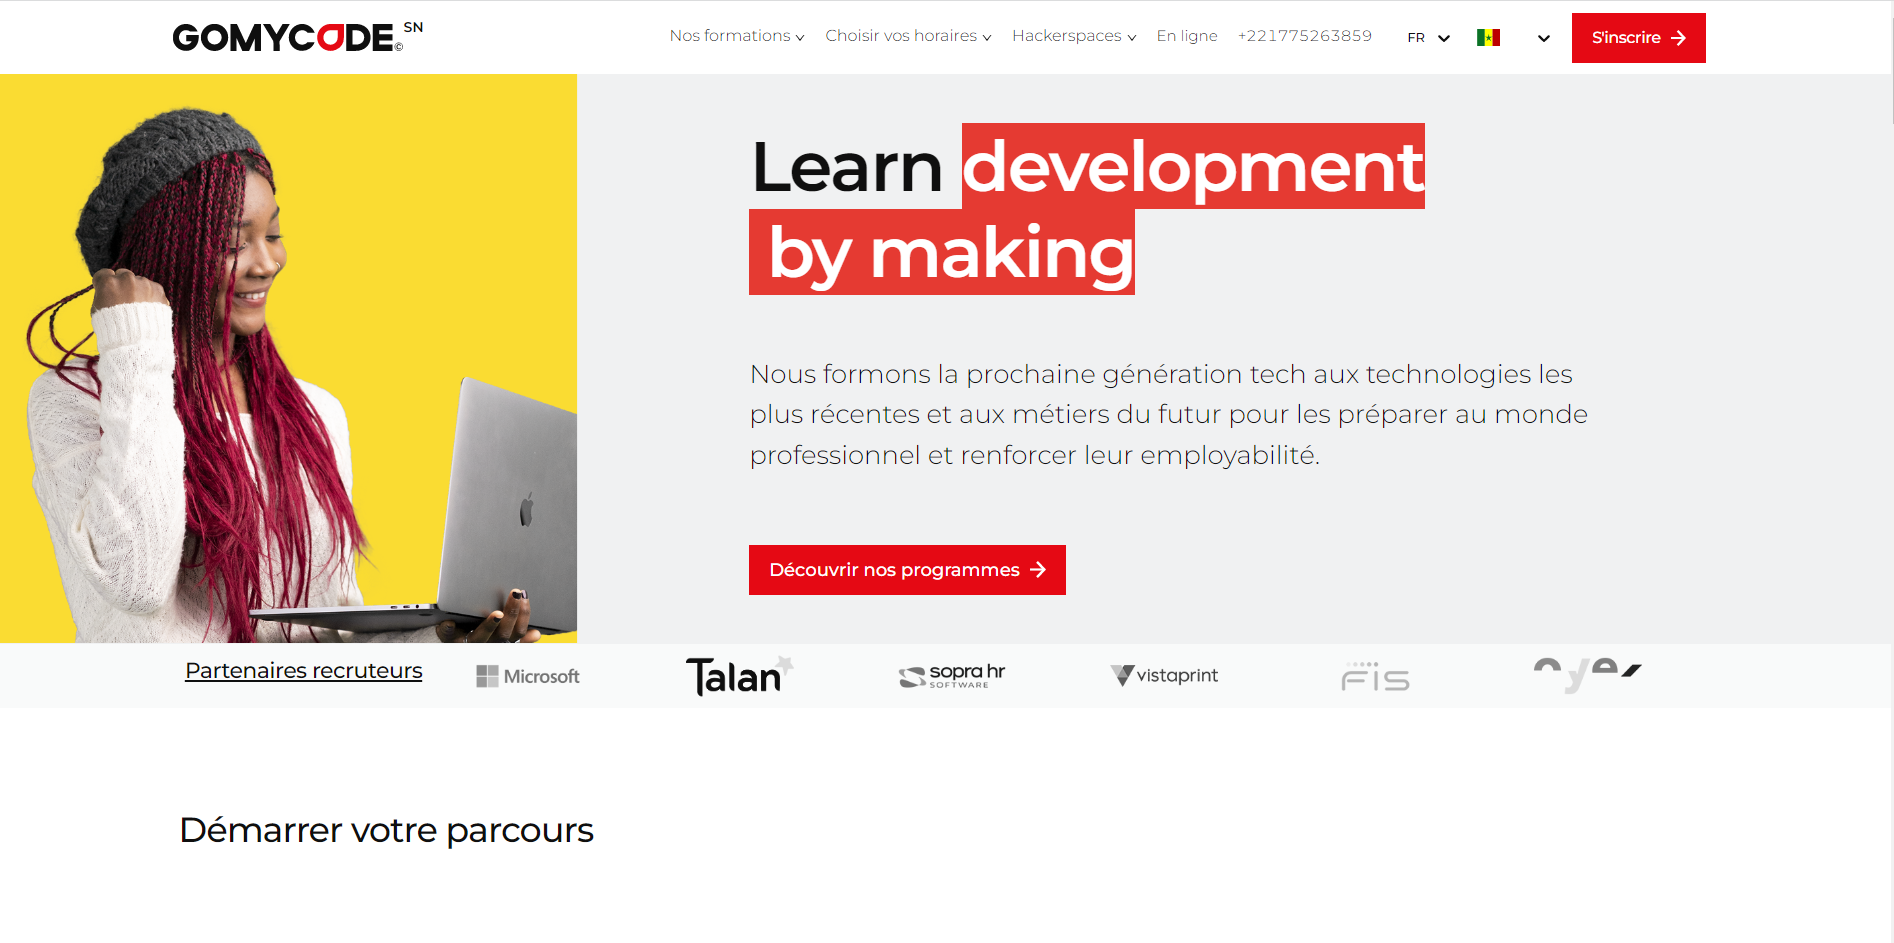 GOMYCODE© SN
Nos formations
Choisir vos horaires
Hackerspaces
En ligne
+221775263859
FR
S'inscrire
Learn development
by making
Nous formons la prochaine génération tech aux technologies les
plus récentes et aux métiers du futur pour les préparer au monde
professionnel et renforcer leur employabilité.
Découvrir nos programmes
Partenaires recruteurs
Microsoft
Talan
sopra hr
SOFTWARE
vistaprint
FIS
Démarrer votre parcours